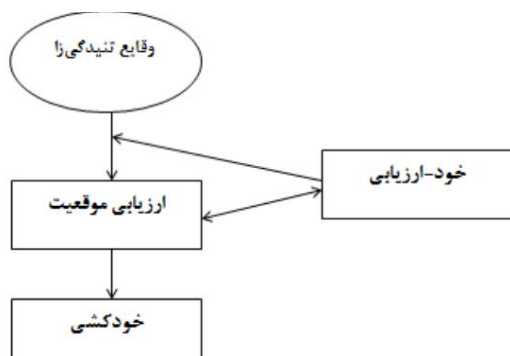 وقایع تنیدگی‌زا
خود-ارزیابی
ارزیابی موقعیت
خودکشی